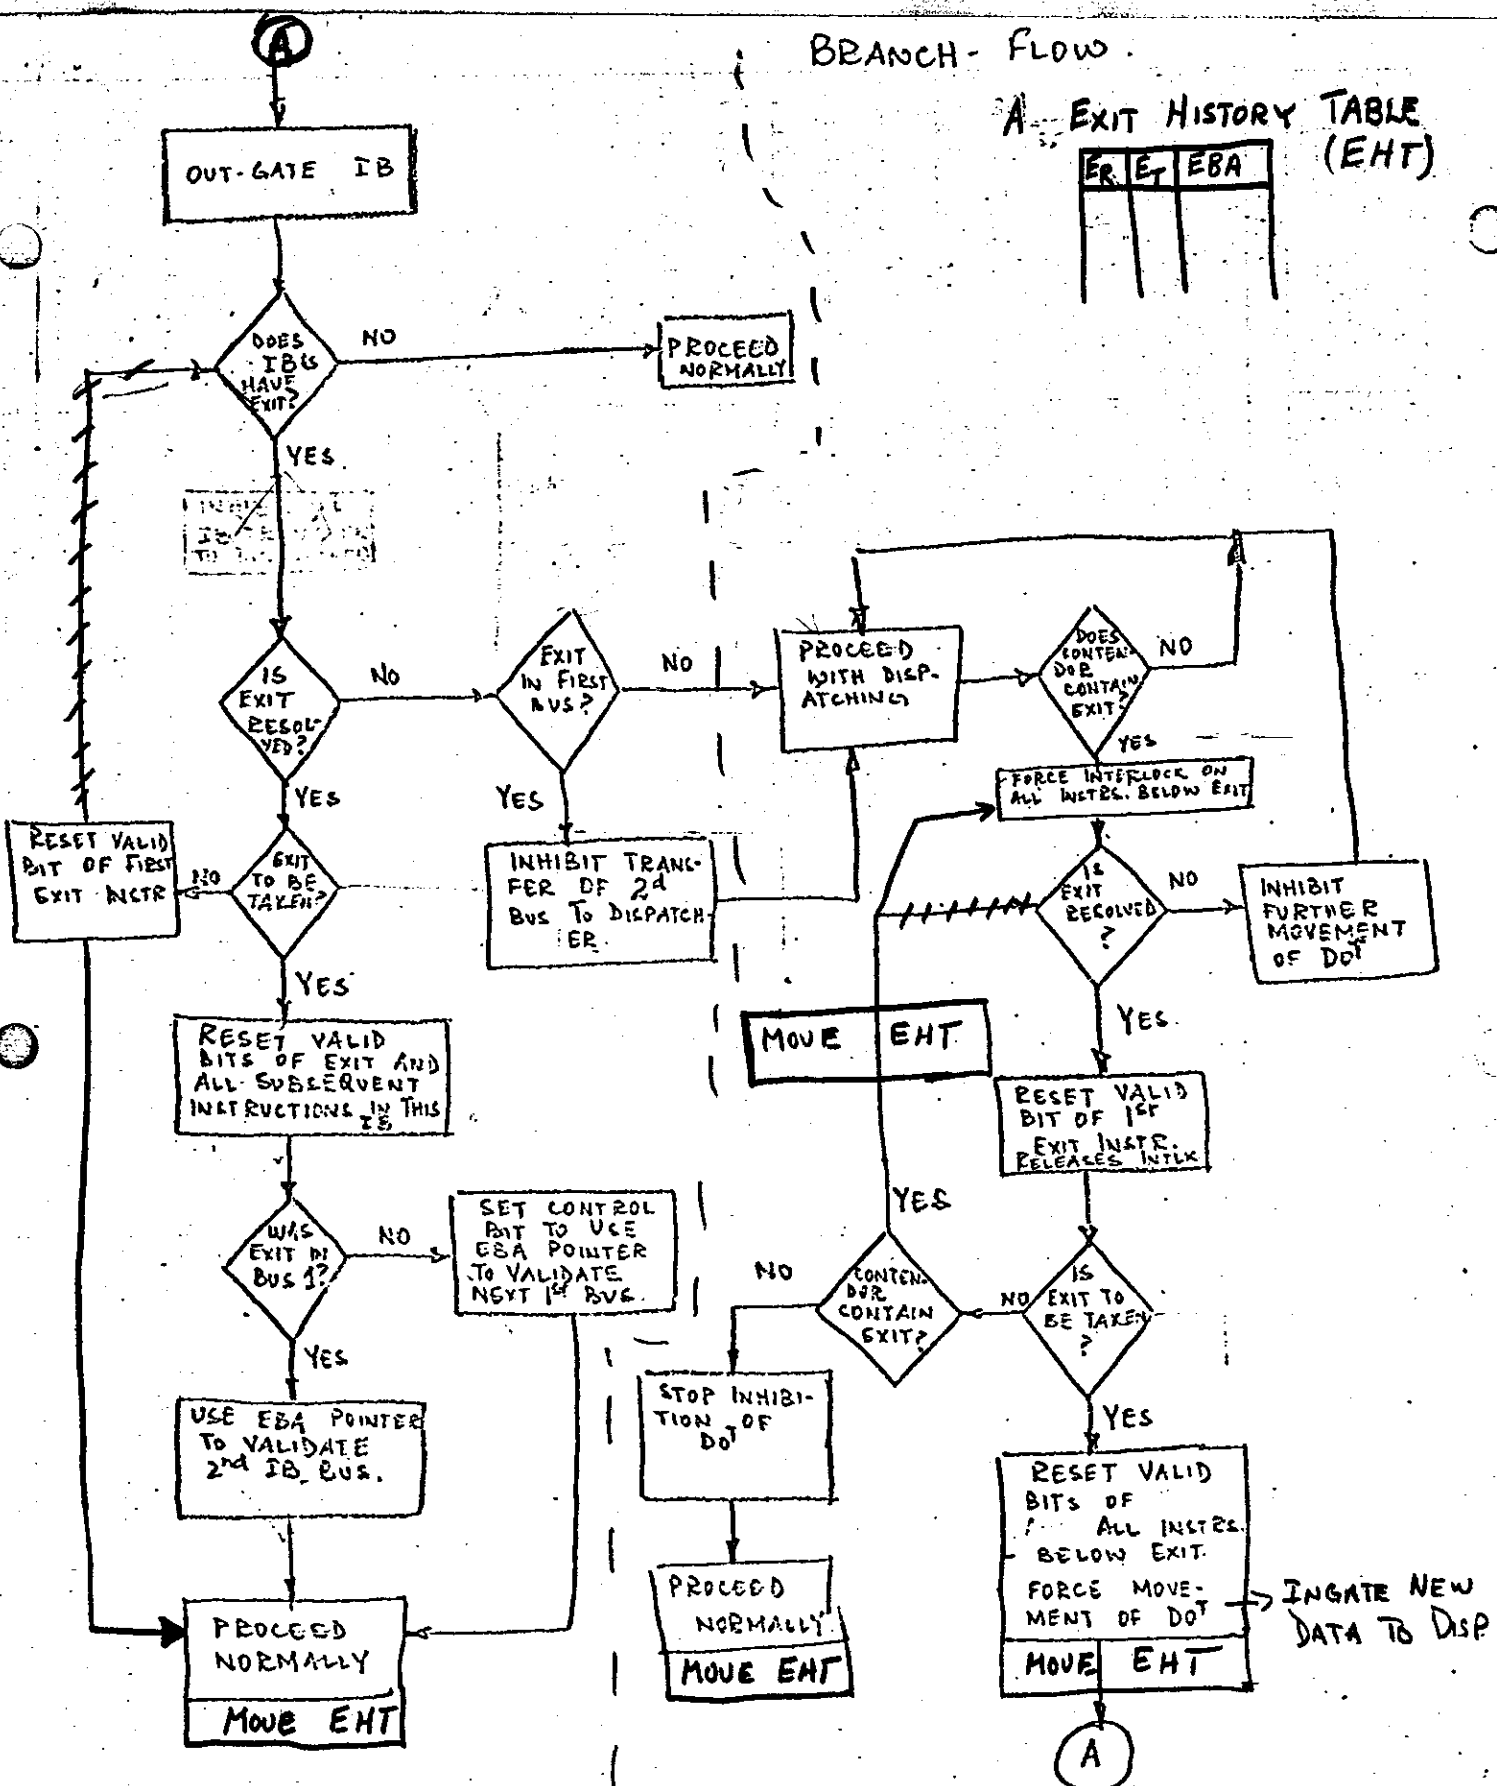 A
BRANCH - FLOW.
A EXIT HISTORY TABLE
(EHT)
ER ET EBA
OUT-GATE IB
DOES
IB'S
HAVE
EXIT?
NO
PROCEED
NORMALLY
YES.
IS
EXIT
RESOL-
VED?
NO
EXIT
IN FIRST
BUS?
NO
PROCEED
WITH DISP-
ATCHING
DOES
CONTEN-
DOR
CONTAIN
EXIT?
NO
YES
FORCE INTERLOCK ON
ALL INSTRS. BELOW EXIT
YES
YES
RESET VALID
BIT OF FIRST
EXIT INSTR
NO
EXIT
TO BE
TAKEN?
INHIBIT TRANS-
FER OF 2d
BUS TO DISPATCH-
ER.
IS
EXIT
RESOLVED
?
NO
INHIBIT
FURTHER
MOVEMENT
OF DOT
YES
RESET VALID
BITS OF EXIT AND
ALL SUBSEQUENT
INSTRUCTIONS IN THIS
IB
MOVE EHT
YES.
RESET VALID
BIT OF 1ST
EXIT INSTR.
RELEASES INTLK
WAS
EXIT IN
BUS 1?
NO
SET CONTROL
BIT TO USE
EBA POINTER
TO VALIDATE
NEXT 1st BUS.
YES
NO
CONTEN-
DOR
CONTAIN
EXIT?
NO
IS
EXIT TO
BE TAKEN
?
YES
USE EBA POINTER
TO VALIDATE
2nd IB BUS.
STOP INHIBI-
TION OF
DOT
YES
RESET VALID
BITS OF
ALL INSTRS.
BELOW EXIT.
FORCE MOVE-
MENT OF DOT
INGATE NEW
DATA TO DISP
PROCEED
NORMALLY
MOVE EHT
PROCEED
NORMALLY.
MOVE EHT
MOVE EHT
A